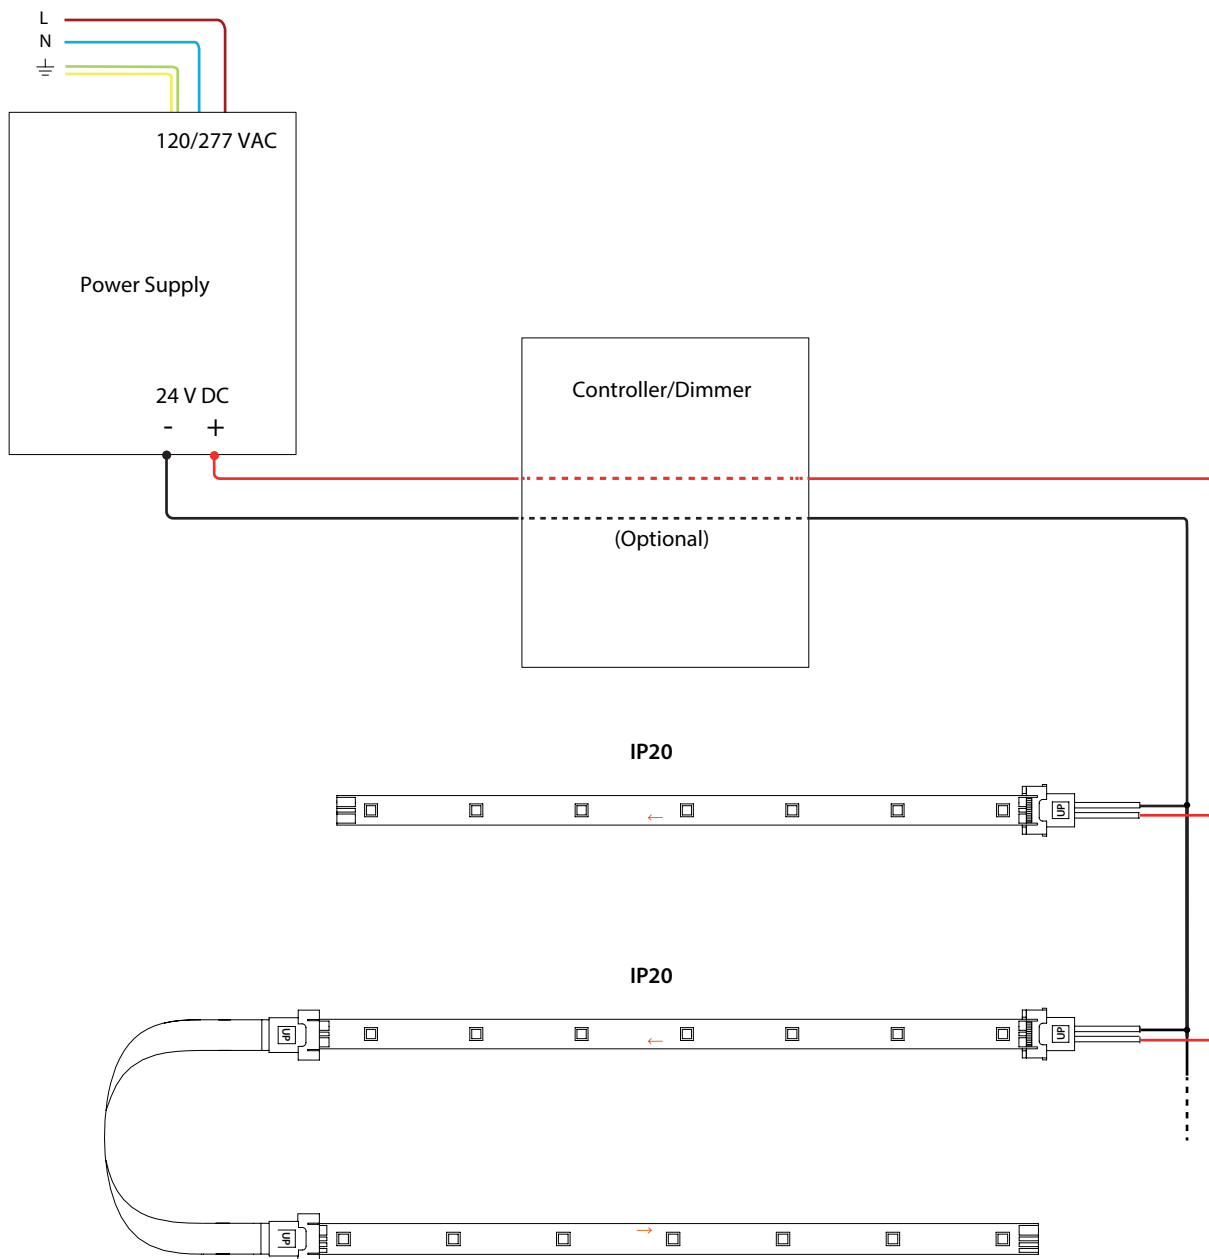 L
N
120/277 VAC
Power Supply
24 V DC
- +
Controller/Dimmer
(Optional)
IP20
UP
IP20
UP
UP
UP